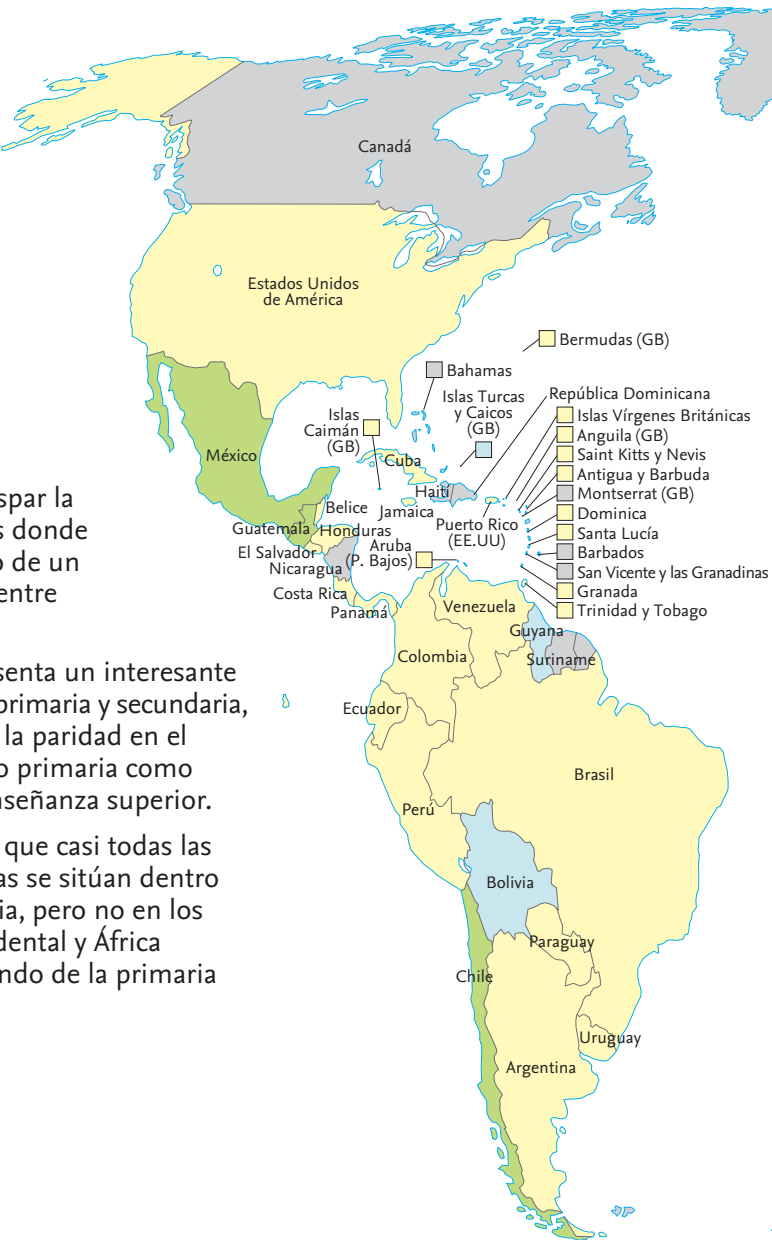 Canadá
Estados Unidos
de América
Bermudas (GB)
Bahamas
Islas Turcas
y Caicos
(GB)
República Dominicana
Islas Vírgenes Británicas
Anguila (GB)
Saint Kitts y Nevis
Antigua y Barbuda
Montserrat (GB)
Dominica
Santa Lucía
Barbados
San Vicente y las Granadinas
Granada
Trinidad y Tobago
Islas
Caimán
(GB)
México
Cuba
Haití
Jamaica
Puerto Rico
(EE.UU)
Belice
Guatemala
Honduras
El Salvador
Nicaragua
Aruba
(P. Bajos)
Costa Rica
Panamá
Venezuela
Guyana
Suriname
Colombia
Ecuador
Brasil
Perú
Bolivia
Paraguay
Chile
Uruguay
Argentina
spar la
s donde
o de un
entre
senta un interesante
primaria y secundaria,
la paridad en el
o primaria como
nseñanza superior.
que casi todas las
as se sitúan dentro
ia, pero no en los
dental y África
ndo de la primaria